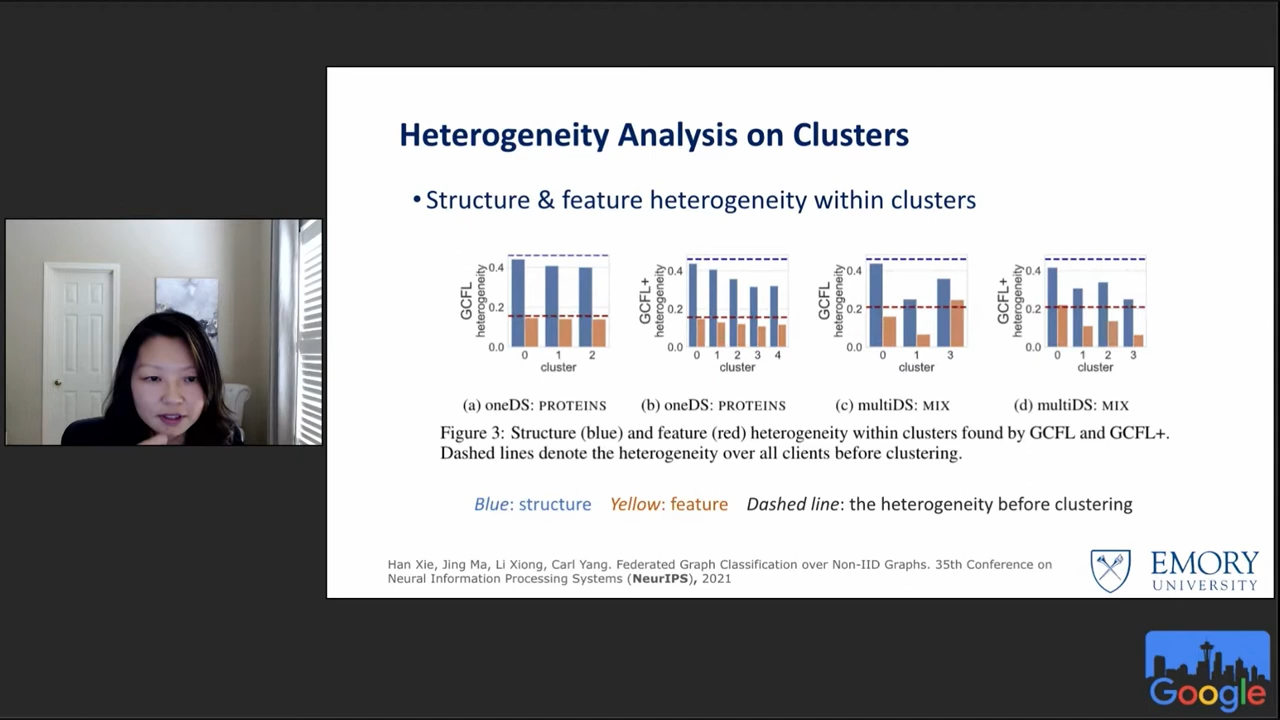 Heterogeneity Analysis on Clusters
• Structure & feature heterogeneity within clusters
GCFL
heterogeneity
0.4
0.2
0.0
0 1 2
cluster
(a) oneDS: PROTEINS
GCFL+
heterogeneity
0.4
0.2
0.0
0 1 2 3 4
cluster
(b) oneDS: PROTEINS
GCFL
heterogeneity
0.4
0.2
0.0
0 1 3
cluster
(c) multiDS: MIX
GCFL+
heterogeneity
0.4
0.2
0.0
0 1 2 3
cluster
(d) multiDS: MIX
Figure 3: Structure (blue) and feature (red) heterogeneity within clusters found by GCFL and GCFL+.
Dashed lines denote the heterogeneity over all clients before clustering.
Blue: structure Yellow: feature Dashed line: the heterogeneity before clustering
Han Xie, Jing Ma, Li Xiong, Carl Yang. Federated Graph Classification over Non-IID Graphs. 35th Conference on
Neural Information Processing Systems (NeurIPS), 2021
EMORY
UNIVERSITY
Google